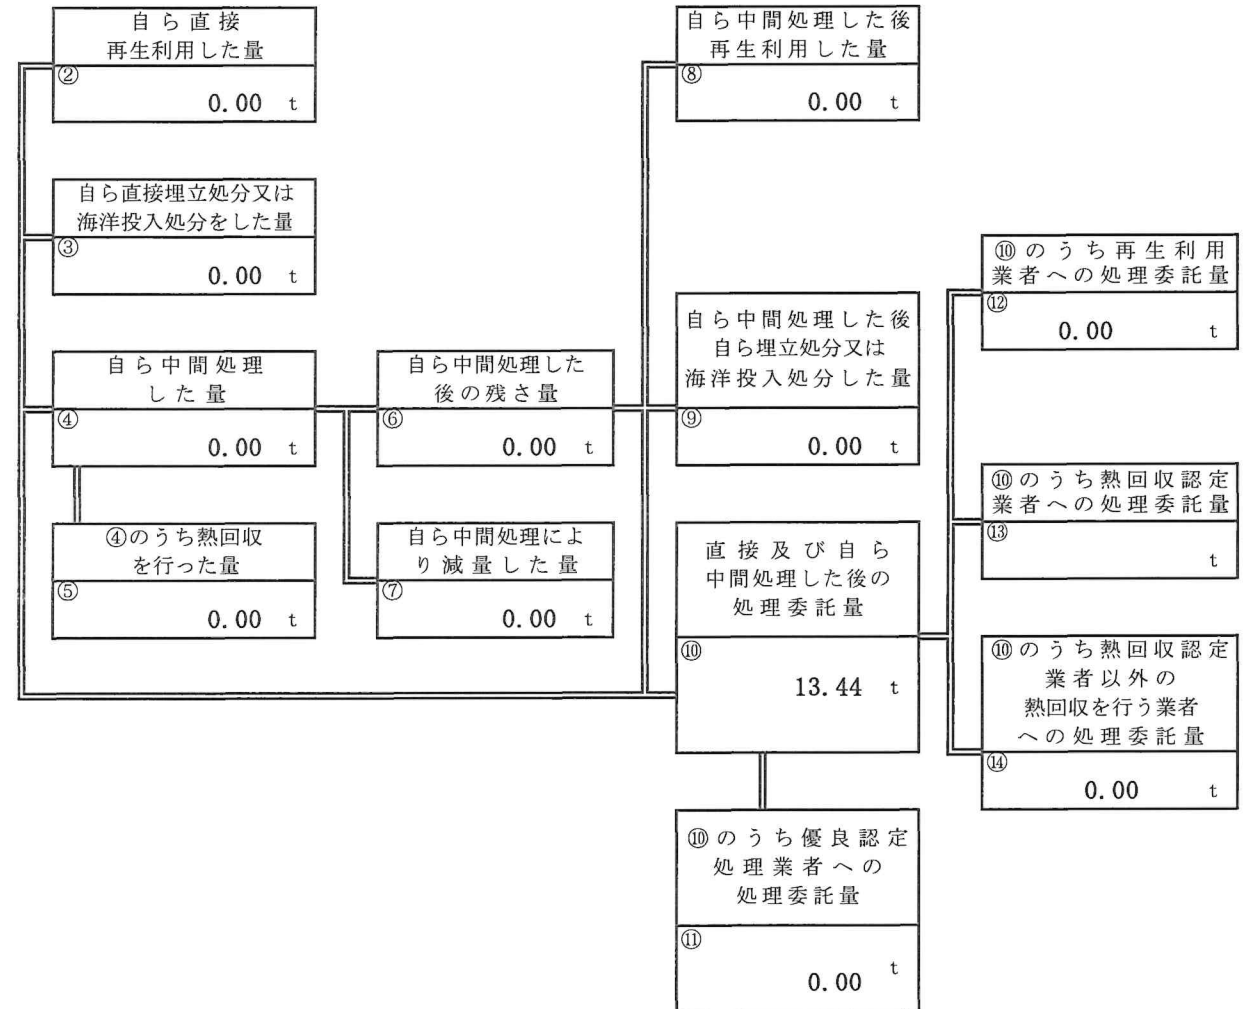 自ら直接
再生利用した量
②
0.00 t
自ら直接埋立処分又は
海洋投入処分をした量
③
0.00 t
自ら中間処理
した量
④
0.00 t
④のうち熱回収
を行った量
⑤
0.00 t
自ら中間処理した
後の残さ量
⑥
0.00 t
自ら中間処理によ
り減量した量
⑦
0.00 t
自ら中間処理した後
再生利用した量
⑧
0.00 t
自ら中間処理した後
自ら埋立処分又は
海洋投入処分した量
⑨
0.00 t
直接及び自ら
中間処理した後の
処理委託量
⑩
13.44 t
⑩のうち優良認定
処理業者への
処理委託量
⑪
0.00 t
⑩のうち再生利用
業者への処理委託量
⑫
0.00 t
⑩のうち熱回収認定
業者への処理委託量
⑬
t
⑩のうち熱回収認定
業者以外の
熱回収を行う業者
への処理委託量
⑭
0.00 t